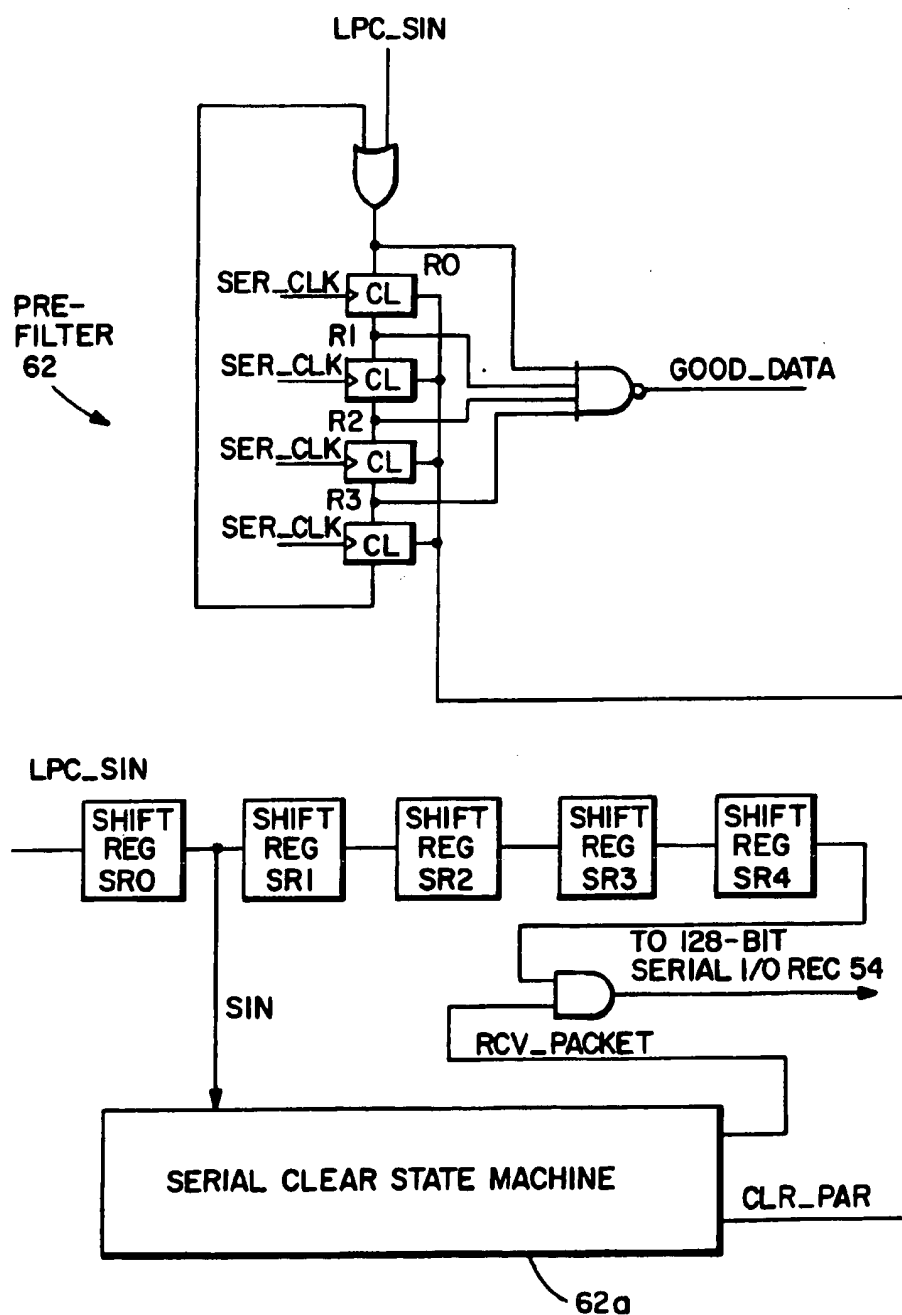 LPC_SIN
R0
SER_CLK
CL
PRE-
FILTER
62
R1
SER_CLK
CL
GOOD_DATA
R2
SER_CLK
CL
R3
SER_CLK
CL
LPC_SIN
SHIFT
REG
SR0
SHIFT
REG
SR1
SHIFT
REG
SR2
SHIFT
REG
SR3
SHIFT
REG
SR4
TO 128-BIT
SERIAL I/O REC 54
SIN
RCV_PACKET
SERIAL CLEAR STATE MACHINE
CLR_PAR
62a